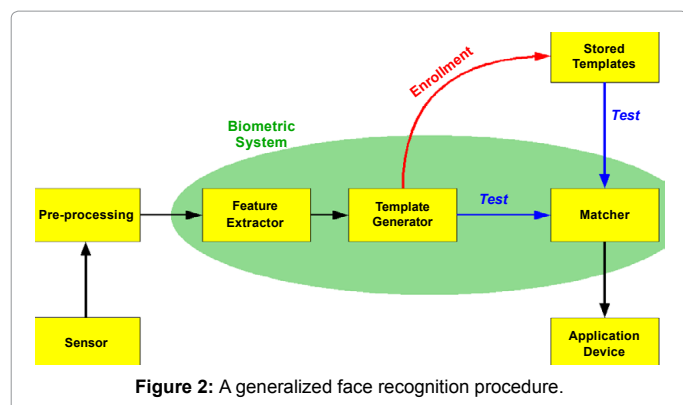 Stored
Templates
Enrollment
Test
Biometric
System
Pre-processing
Feature
Extractor
Template
Generator
Test
Matcher
Sensor
Application
Device
Figure 2: A generalized face recognition procedure.